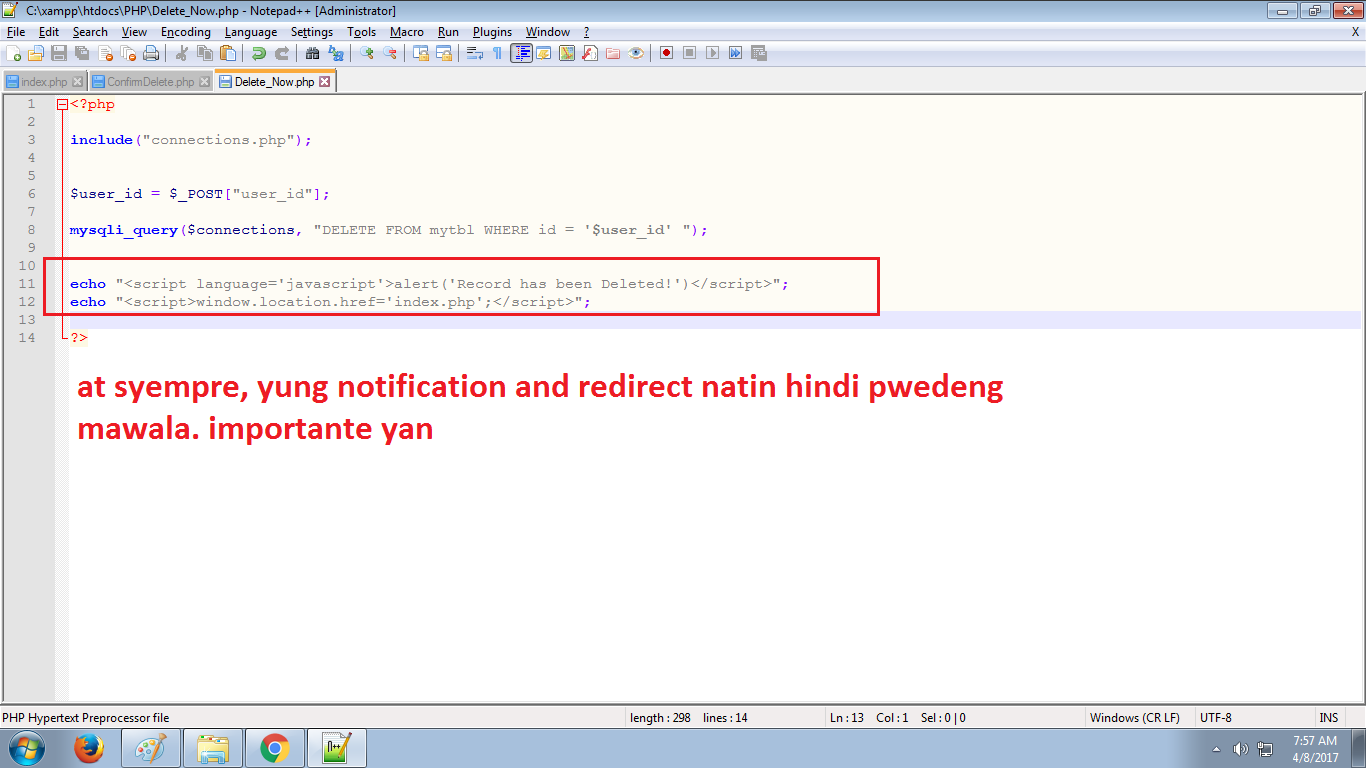 C:\xampp\htdocs\PHP\Delete_Now.php - Notepad++ [Administrator]
File Edit Search View Encoding Language Settings Tools Macro Run Plugins Window ? X
index.php ConfirmDelete.php Delete_Now.php
1 <?php
2
3 include("connections.php");
4
5
6 $user_id = $_POST["user_id"];
7
8 mysqli_query($connections, "DELETE FROM mytbl WHERE id = '$user_id' ");
9
10
11 echo "<script language='javascript'>alert('Record has been Deleted!')</script>";
12 echo "<script>window.location.href='index.php';</script>";
13
14 ?>
at syempre, yung notification and redirect natin hindi pwedeng
mawala. importante yan
PHP Hypertext Preprocessor file length : 298 lines : 14 Ln : 13 Col : 1 Sel : 0 | 0 Windows (CR LF) UTF-8 INS
7:57 AM
4/8/2017